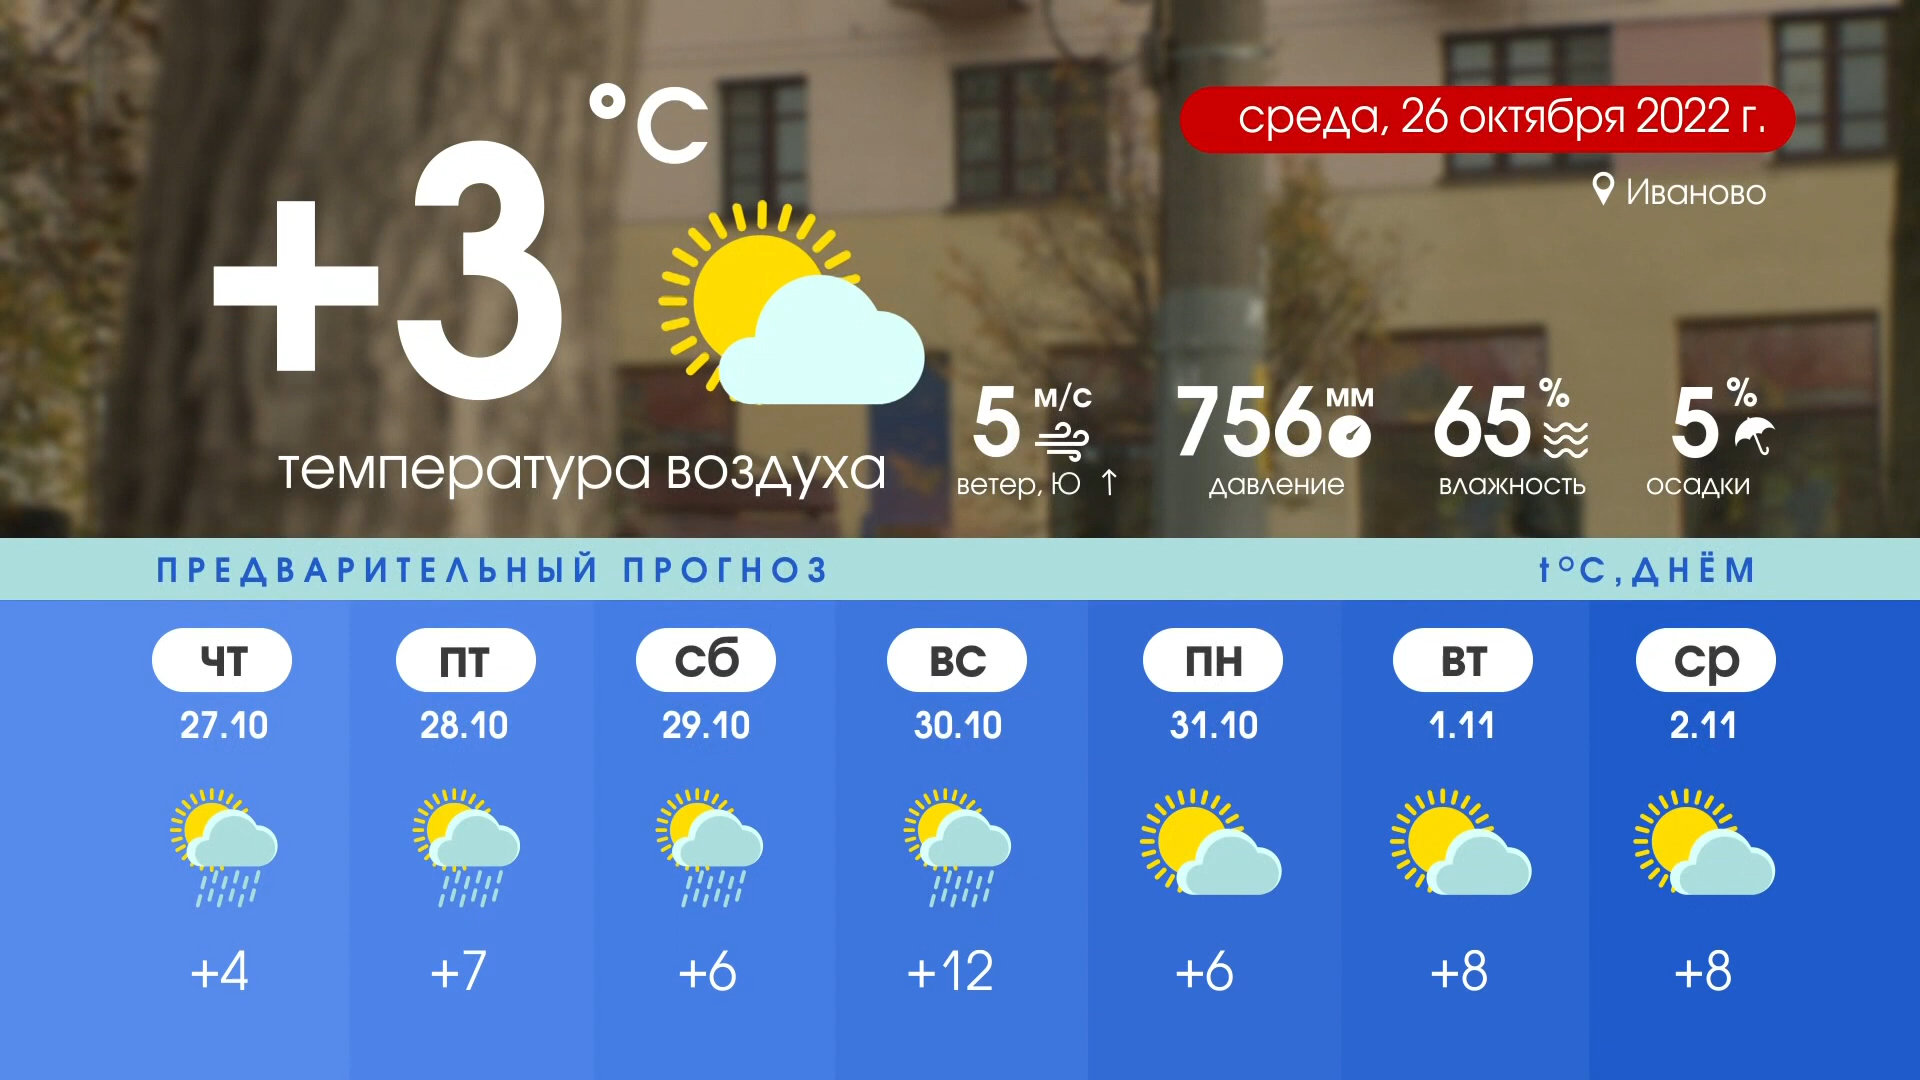 °C
+3
температура воздуха
среда, 26 октября 2022 г.
Иваново
5 м/с
ветер, Ю ↑
756 мм
давление
65 %
влажность
5 %
осадки
ПРЕДВАРИТЕЛЬНЫЙ ПРОГНОЗ
t°C, ДНЁМ
чт пт сб вс пн вт ср
27.10 28.10 29.10 30.10 31.10 1.11 2.11
+4 +7 +6 +12 +6 +8 +8